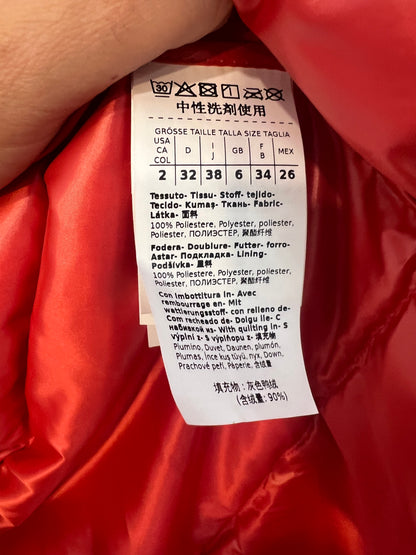 30
中性洗剤使用
GRÖSSE TAILLE TALLA SIZE TAGLIA
USA CA COL D I J GB F B MEX
2 32 38 6 34 26
Tessuto- Tissu- Stoff- tejido-
Tecido- Kumaş- Ткань- Fabric-
Látka- 面料
100% Poliestere, Polyester, poliester,
Poliester, ПОЛИЭСТЕР, 聚酯纤维
Fodera- Doublure- Futter- forro-
Astar- Подкладка- Lining-
Podšívka- 里料
100% Poliestere, Polyester, poliester,
Poliester, ПОЛИЭСТЕР, 聚酯纤维
Con Imbottitura In- Avec
rembourrage en- Mit
wattierungsstoff- con relleno de-
Com recheado de- Dolgu ile- C
набивкой из- With quilting in- S
výplní z- S výplňou z- 填充物
Plumino, Duvet, Daunen, plumón,
Plumas, İnce kuş tüyü, пух, Down,
Prachové peří, Páperie, 含绒量
填充物：灰色鸭绒
(含绒量: 90%)